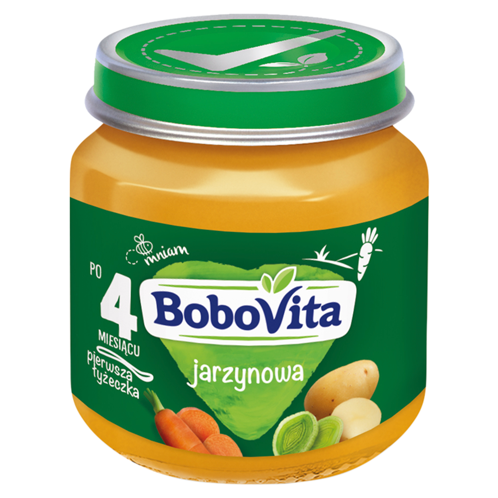 mniam
PO
4
MIESIĄCU
pierwsza
łyżeczka
BoboVita
jarzynowa